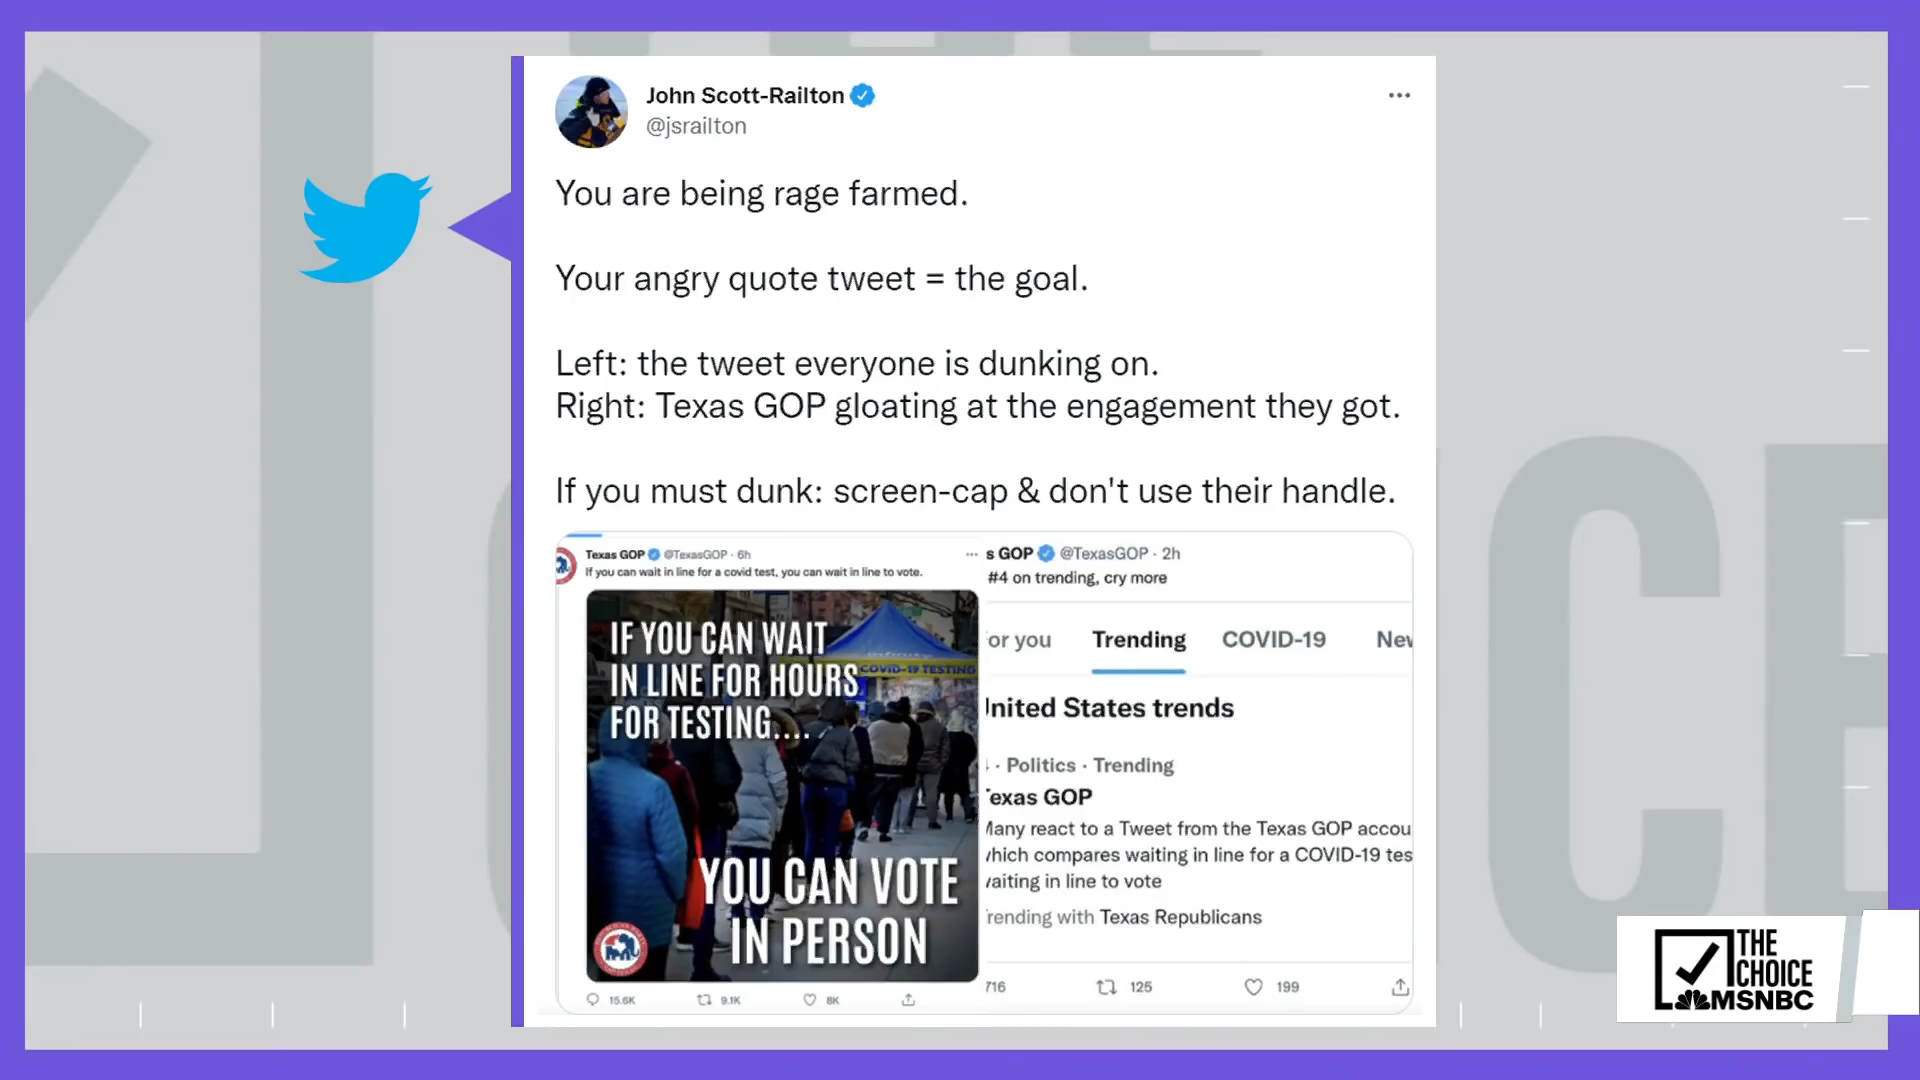 John Scott-Railton
@jsrailton
You are being rage farmed.
Your angry quote tweet = the goal.
Left: the tweet everyone is dunking on.
Right: Texas GOP gloating at the engagement they got.
If you must dunk: screen-cap & don't use their handle.
Texas GOP @TexasGOP · 6h
If you can wait in line for a covid test, you can wait in line to vote.
IF YOU CAN WAIT
IN LINE FOR HOURS
FOR TESTING....
COVID-19 TESTING
YOU CAN VOTE
IN PERSON
15.6K 9.1K 8K
s GOP @TexasGOP · 2h
#4 on trending, cry more
or you Trending COVID-19 Nev
nited States trends
· Politics · Trending
exas GOP
any react to a Tweet from the Texas GOP accou
hich compares waiting in line for a COVID-19 tes
aiting in line to vote
rending with Texas Republicans
716 125 199
THE
CHOICE
MSNBC